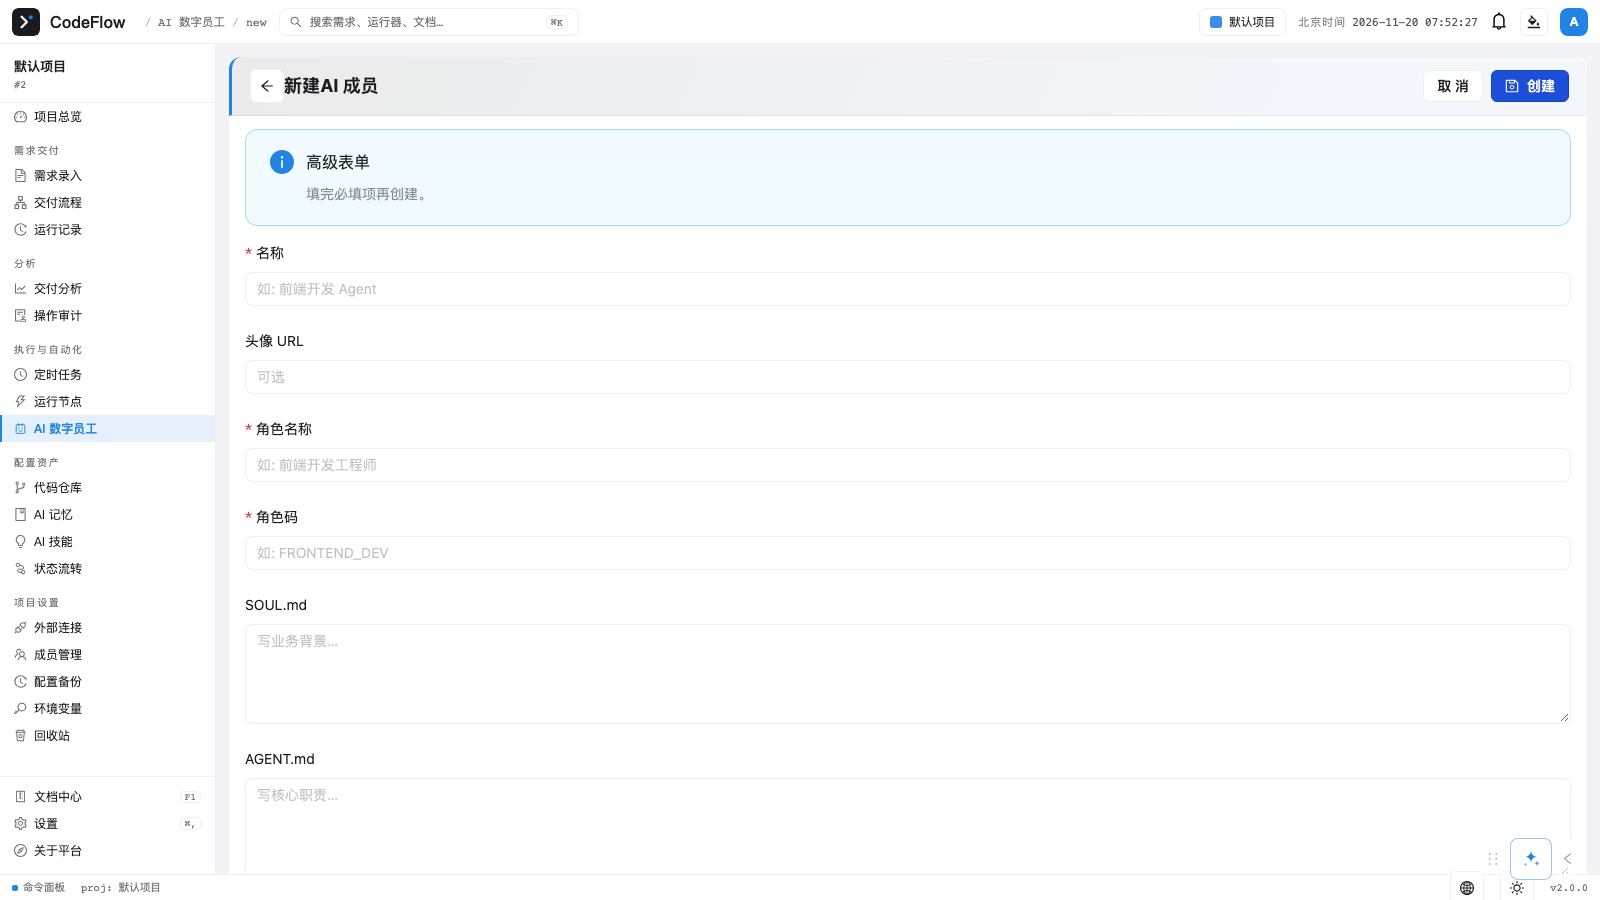 CodeFlow
/ AI 数字员工 / new
搜索需求、运行器、文档...
⌘K
默认项目
北京时间 2026-11-20 07:52:27
A
默认项目
#2
项目总览
需求交付
需求录入
交付流程
运行记录
分析
交付分析
操作审计
执行与自动化
定时任务
运行节点
AI 数字员工
配置资产
代码仓库
AI 记忆
AI 技能
状态流转
项目设置
外部连接
成员管理
配置备份
环境变量
回收站
文档中心 F1
设置 ⌘,
关于平台
新建AI 成员
取 消
创建
高级表单
填完必填项再创建。
* 名称
如: 前端开发 Agent
头像 URL
可选
* 角色名称
如: 前端开发工程师
* 角色码
如: FRONTEND_DEV
SOUL.md
写业务背景...
AGENT.md
写核心职责...
命令面板 proj: 默认项目
v2.0.0